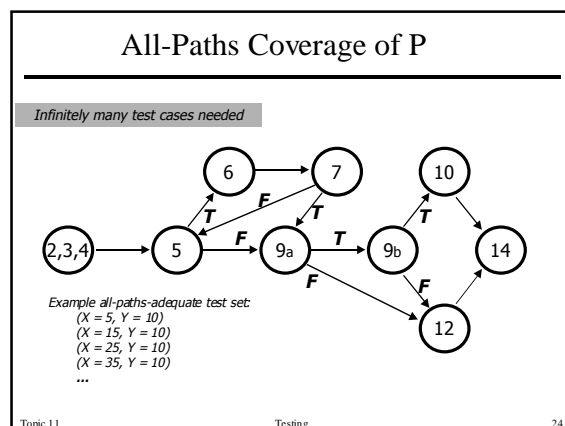 All-Paths Coverage of P
Infinitely many test cases needed
6
7
10
T
F
T
T
2,3,4
5
F
9a
T
9b
14
F
F
12
Example all-paths-adequate test set:
(X = 5, Y = 10)
(X = 15, Y = 10)
(X = 25, Y = 10)
(X = 35, Y = 10)
...
Topic 11
Testing
24